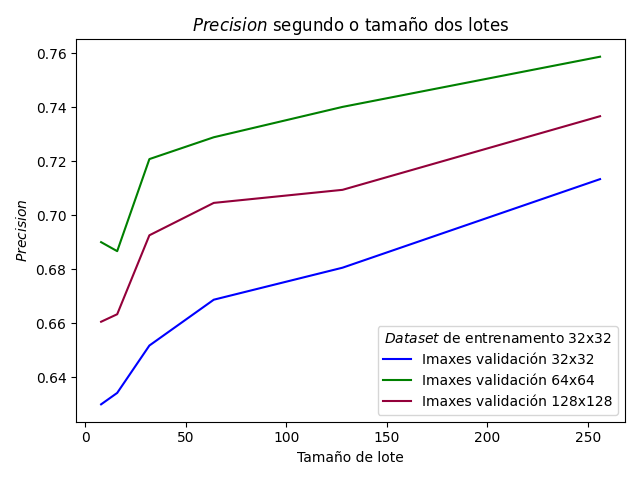 Precision segundo o tamaño dos lotes
0.76
0.74
0.72
0.70
0.68
0.66
0.64
Precision
0 50 100 150 200 250
Tamaño de lote
Dataset de entrenamento 32x32
Imaxes validación 32x32
Imaxes validación 64x64
Imaxes validación 128x128